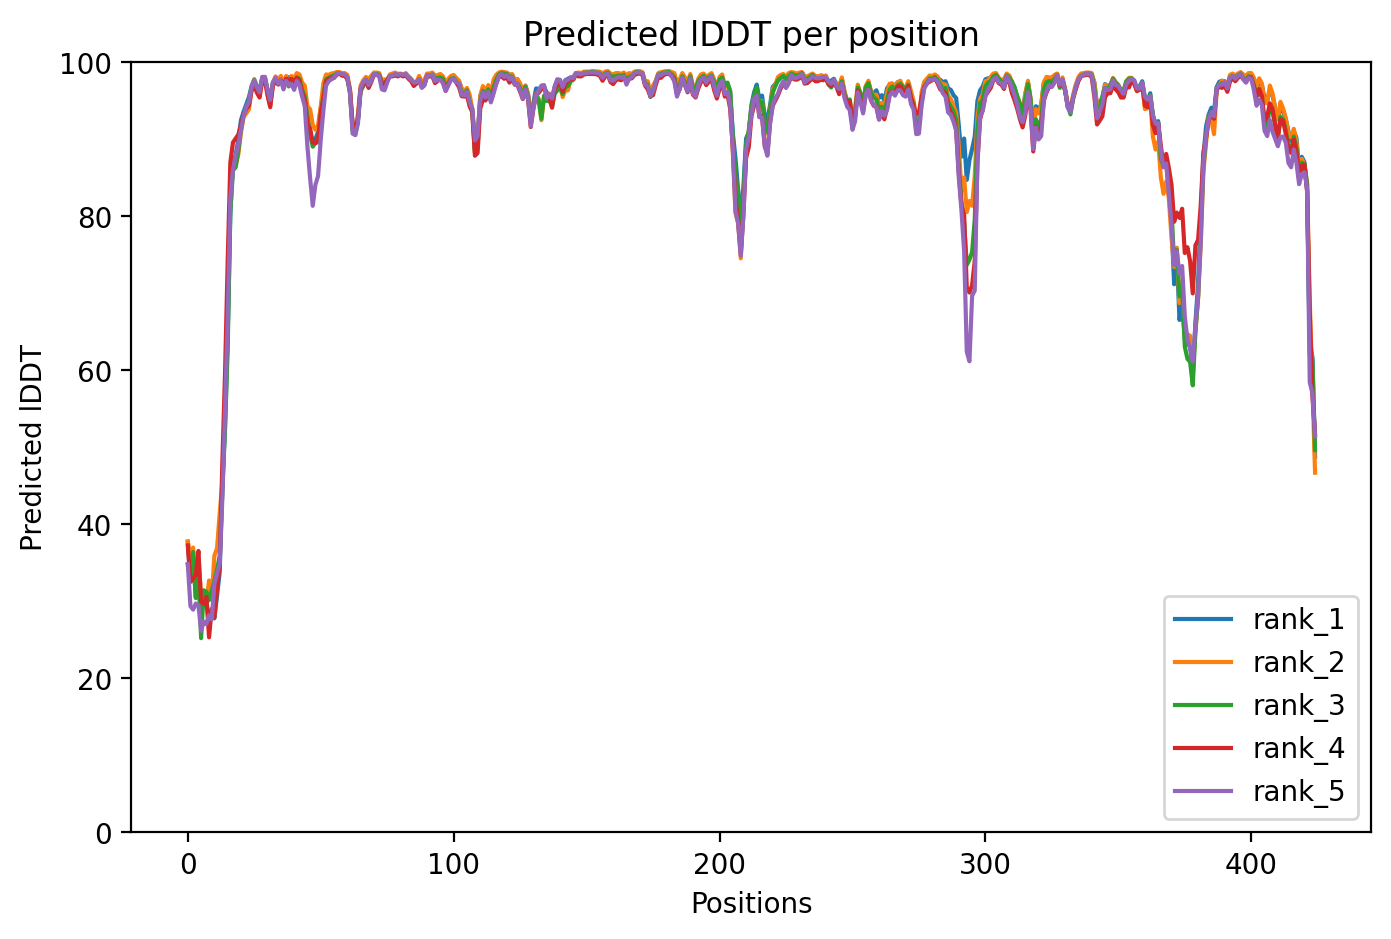 Predicted lDDT per position
100
80
60
40
20
0
Predicted lDDT
0 100 200 300 400
Positions
rank_1
rank_2
rank_3
rank_4
rank_5